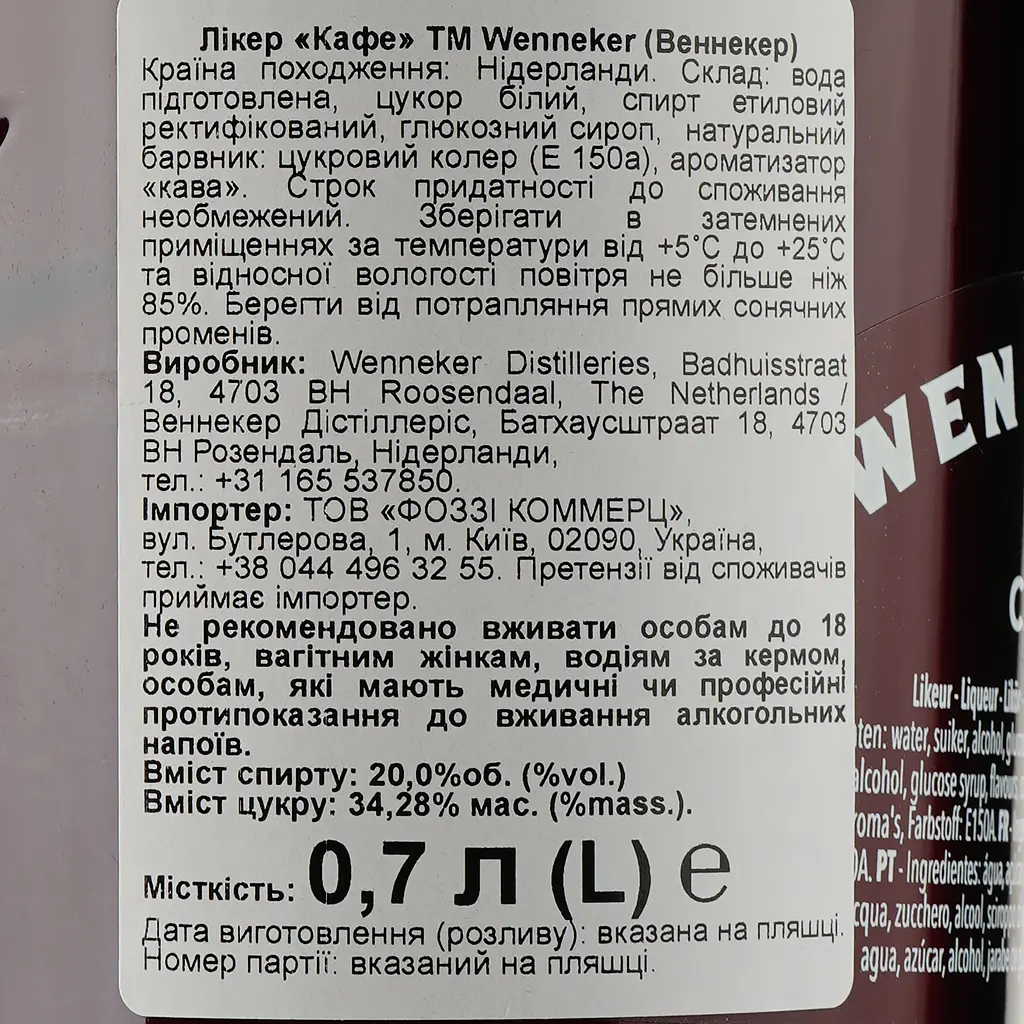 Лікер «Кафе» ТМ Wenneker (Веннекер)
Країна походження: Нідерланди. Склад: вода
підготовлена, цукор білий, спирт етиловий
ректифікований, глюкозний сироп, натуральний
барвник: цукровий колер (Е 150а), ароматизатор
«кава». Строк придатності до споживання
необмежений. Зберігати в затемнених
приміщеннях за температури від +5°С до +25°С
та відносної вологості повітря не більше ніж
85%. Берегти від потрапляння прямих сонячних
променів.
Виробник: Wenneker Distilleries, Badhuisstraat
18, 4703 BH Roosendaal, The Netherlands /
Веннекер Дістіллеріс, Батхаусштраат 18, 4703
ВН Розендаль, Нідерланди,
тел.: +31 165 537850.
Імпортер: ТОВ «ФОЗЗІ КОММЕРЦ»,
вул. Бутлерова, 1, м. Київ, 02090, Україна,
тел.: +38 044 496 32 55. Претензії від споживачів
приймає імпортер.
Не рекомендовано вживати особам до 18
років, вагітним жінкам, водіям за кермом,
особам, які мають медичні чи професійні
протипоказання до вживання алкогольних
напоїв.
Вміст спирту: 20,0%об. (%vol.)
Вміст цукру: 34,28% мас. (%mass.).
Місткість: 0,7 л (L) e
Дата виготовлення (розливу): вказана на пляшці.
Номер партії: вказаний на пляшці.
WEN
Likeur - Liqueur -
water, suiker, alcohol,
alcohol, glucose syrup,
Farbstoff: E150A. FR -
PT - Ingredientes: água,
zucchero, alcool,
agua, azúcar, alcohol,